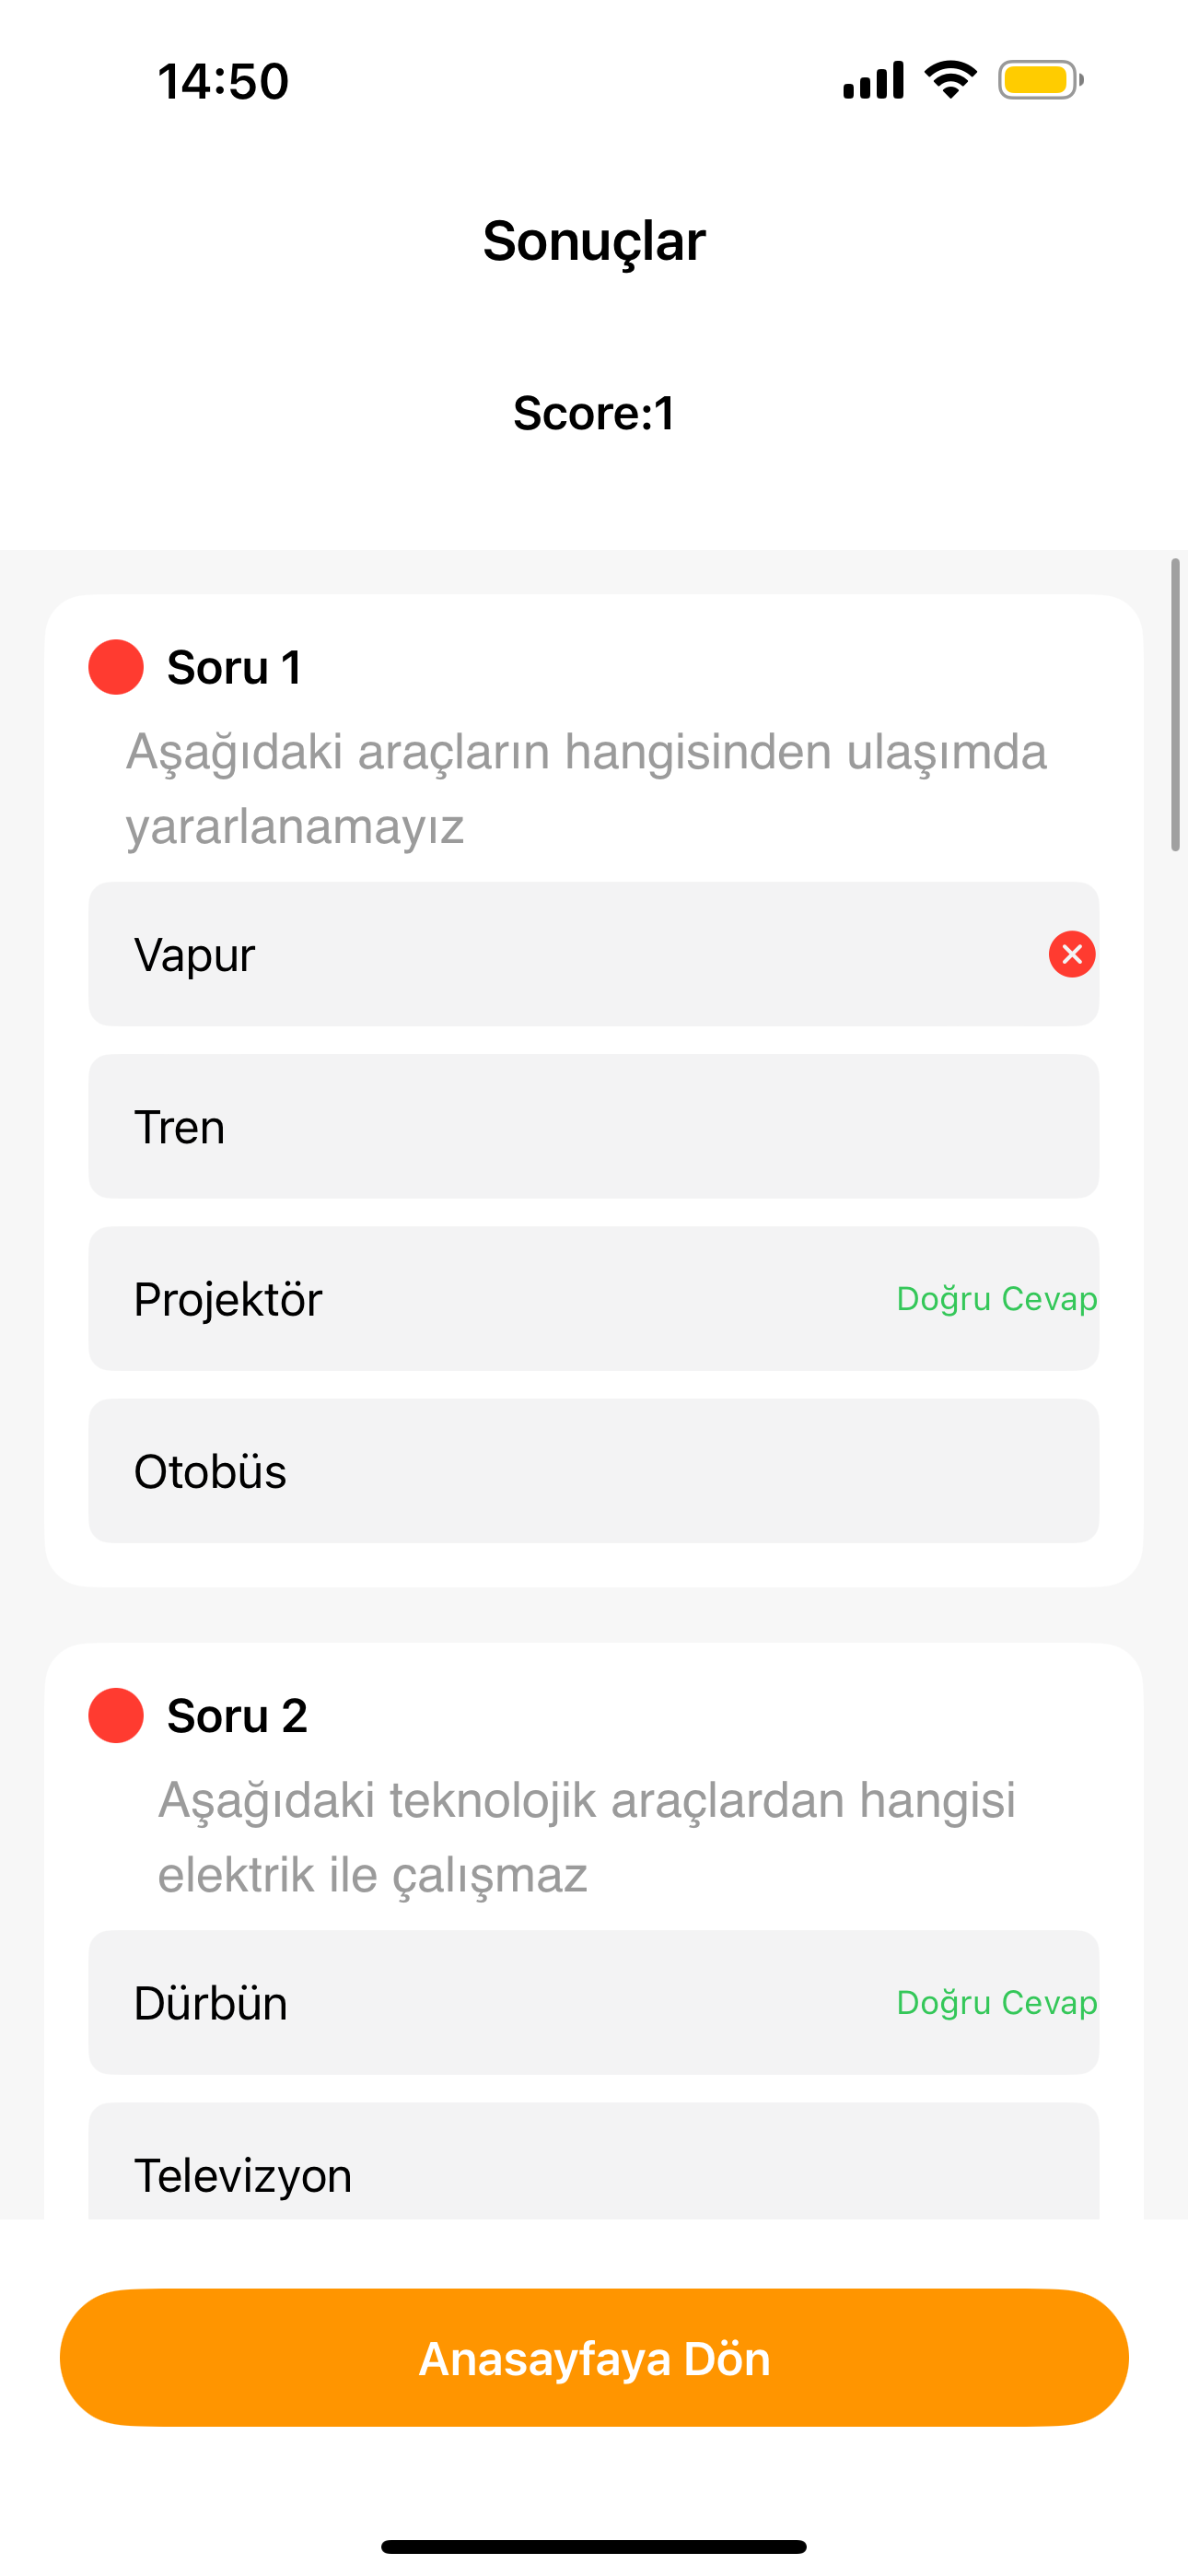 14:50
Sonuçlar
Score:1
Soru 1
Aşağıdaki araçların hangisinden ulaşımda
yararlanamayız
Vapur
Tren
Projektör Doğru Cevap
Otobüs
Soru 2
Aşağıdaki teknolojik araçlardan hangisi
elektrik ile çalışmaz
Dürbün Doğru Cevap
Televizyon
Anasayfaya Dön